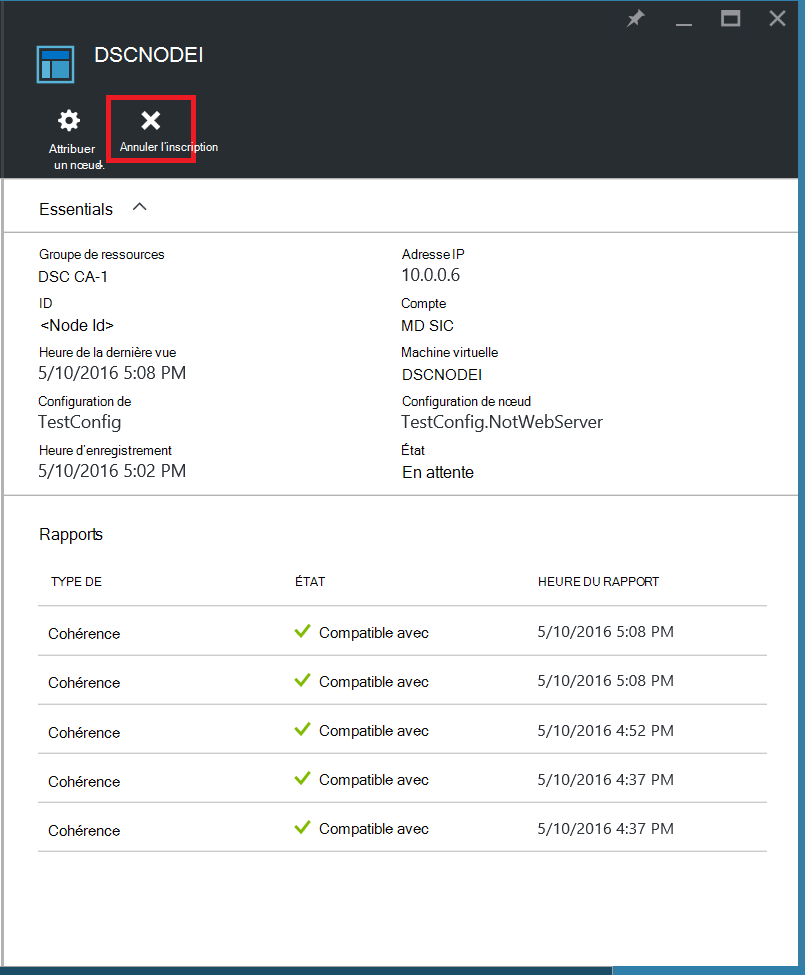 DSCNODEI
Attribuer
un nœud.
Annuler l'inscription
Essentials
Groupe de ressources
DSC CA-1
Adresse IP
10.0.0.6
ID
<Node Id>
Compte
MD SIC
Heure de la dernière vue
5/10/2016 5:08 PM
Machine virtuelle
DSCNODEI
Configuration de
TestConfig
Configuration de nœud
TestConfig.NotWebServer
Heure d'enregistrement
5/10/2016 5:02 PM
État
En attente
Rapports
TYPE DE ÉTAT HEURE DU RAPPORT
Cohérence Compatible avec 5/10/2016 5:08 PM
Cohérence Compatible avec 5/10/2016 5:08 PM
Cohérence Compatible avec 5/10/2016 4:52 PM
Cohérence Compatible avec 5/10/2016 4:37 PM
Cohérence Compatible avec 5/10/2016 4:37 PM